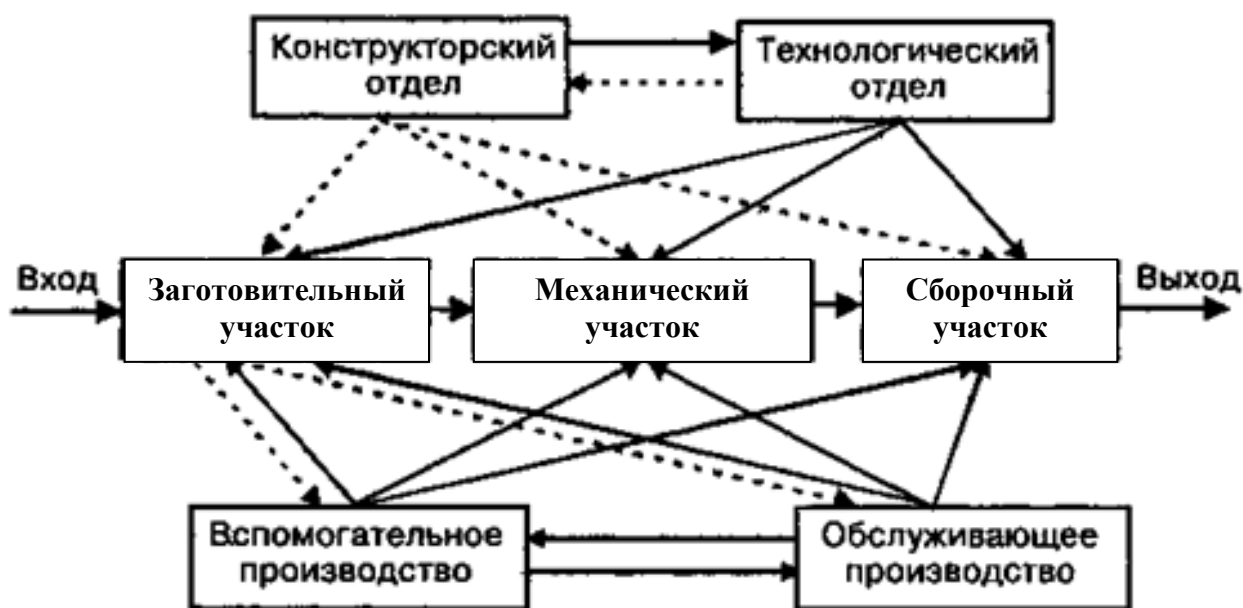 Конструкторский
отдел
Технологический
отдел
Вход
Заготовительный
участок
Механический
участок
Сборочный
участок
Выход
Вспомогательное
производство
Обслуживающее
производство